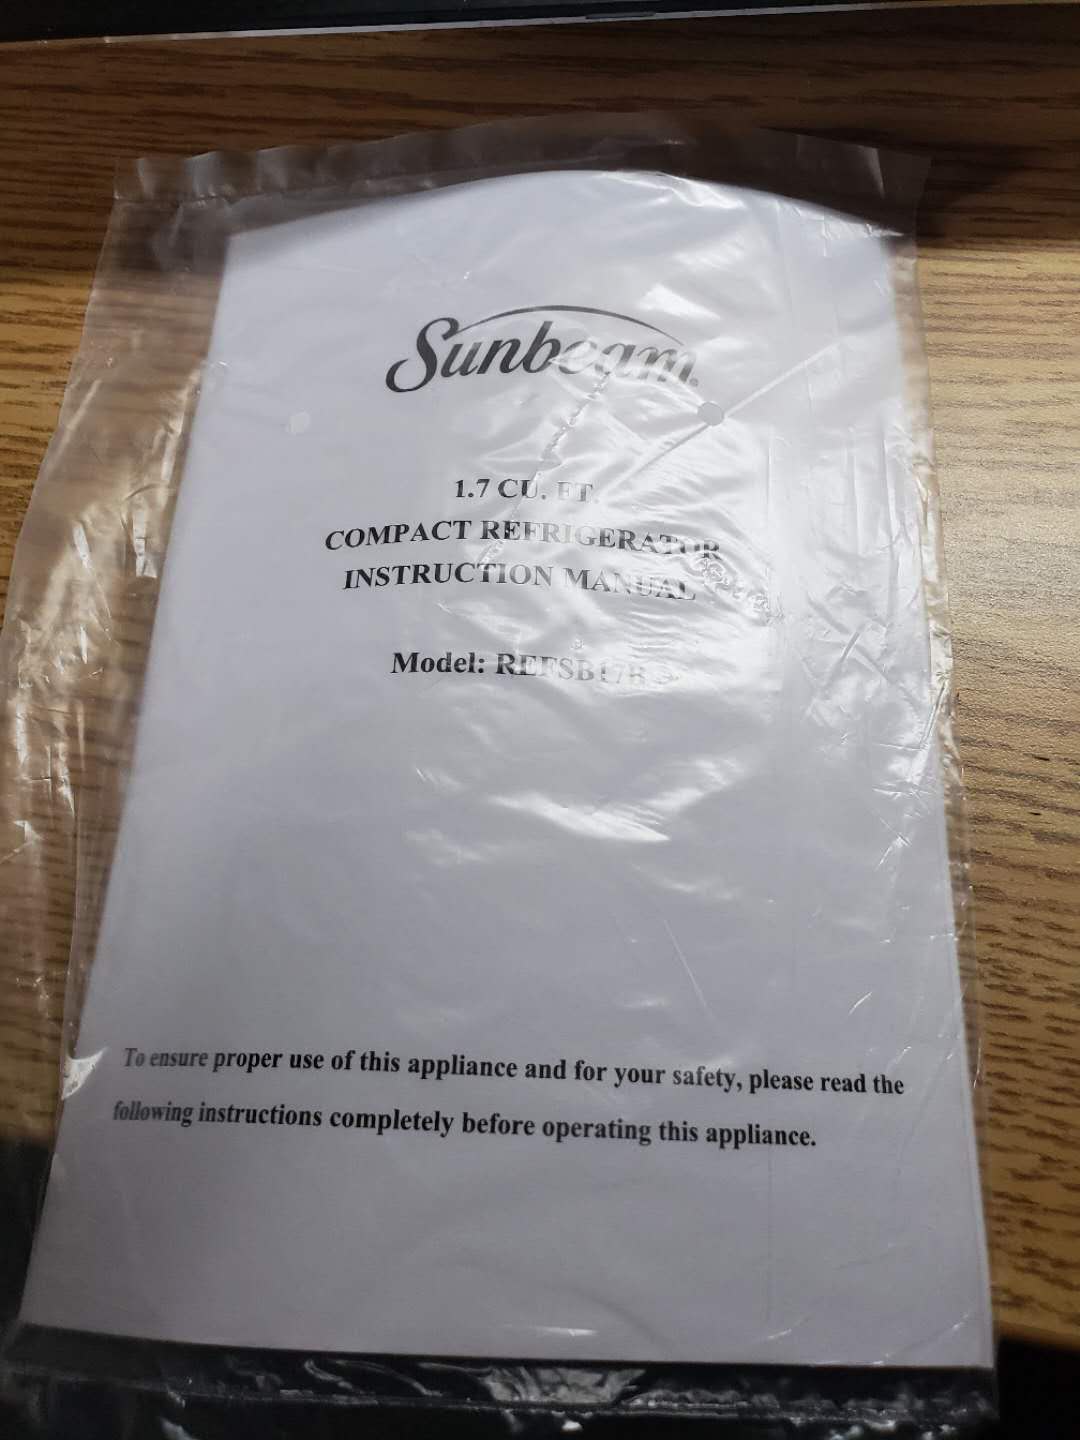 Sunbeam
1.7 CU. FT.
COMPACT REFRIGERATOR
INSTRUCTION MANUAL
Model:
To ensure proper use of this appliance and for your safety, please read the
following instructions completely before operating this appliance.